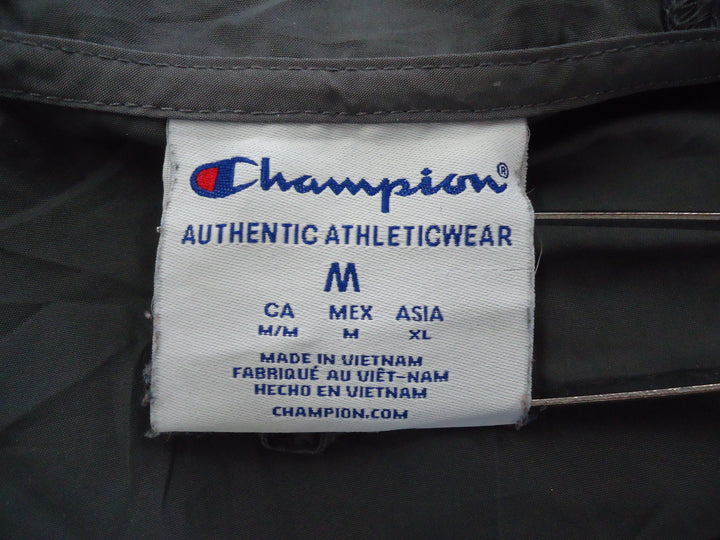 Champion®
AUTHENTIC ATHLETICWEAR
M
CA MEX ASIA
M/M M XL
MADE IN VIETNAM
FABRIQUÉ AU VIÊT-NAM
HECHO EN VIETNAM
CHAMPION.COM